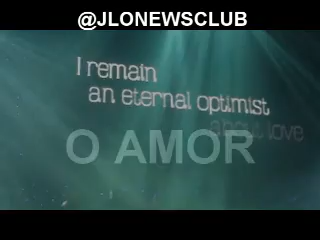 @JLONEWSCLUB
I remain
an eternal optimist
about love
O AMOR